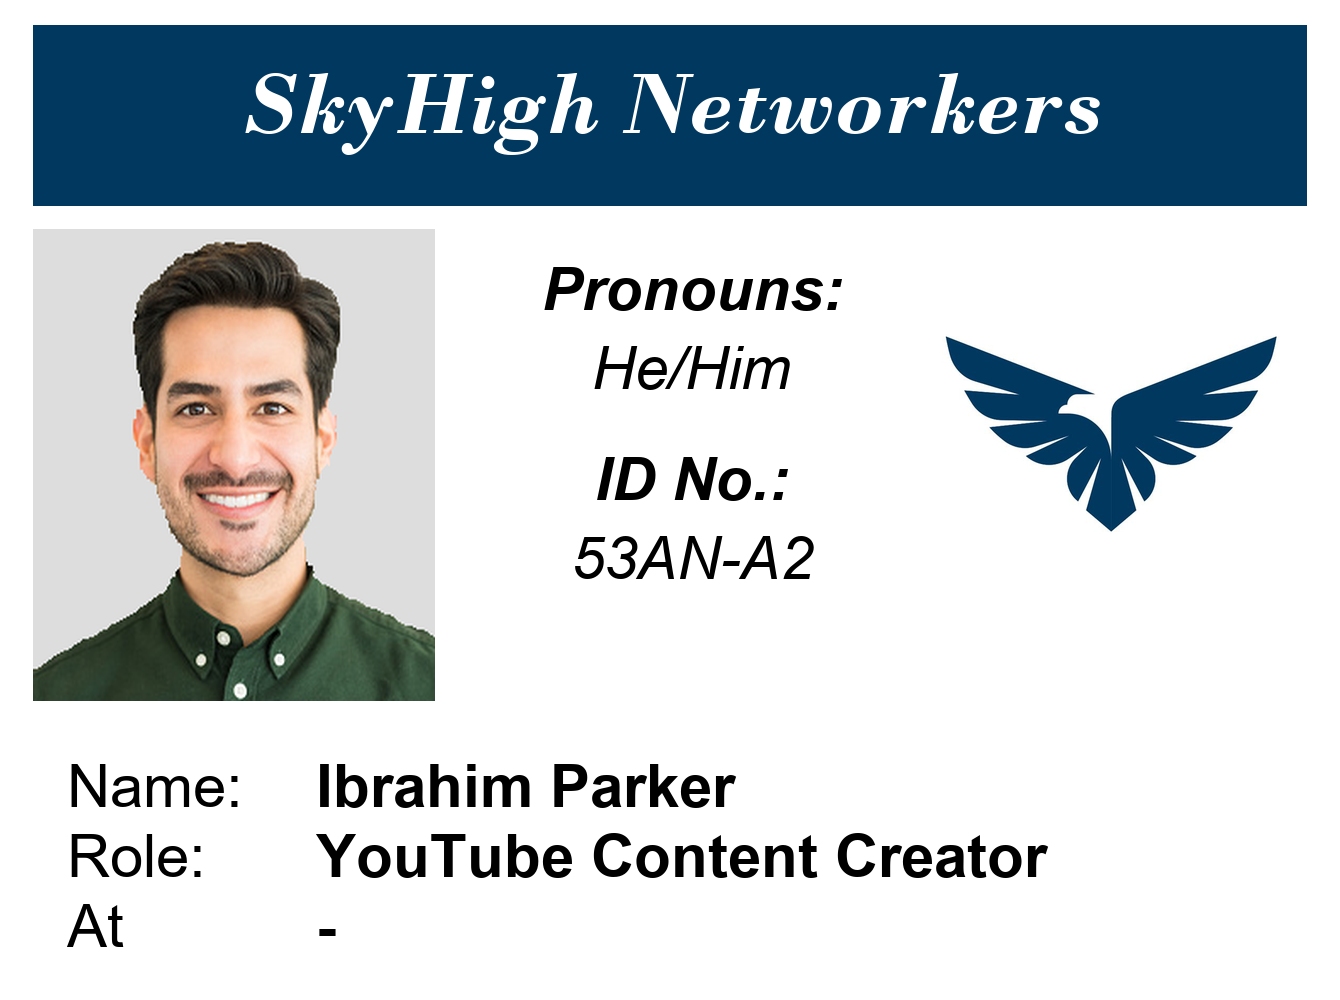 SkyHigh Networkers
Pronouns:
He/Him
ID No.:
53AN-A2
Name: Ibrahim Parker
Role: YouTube Content Creator
At -